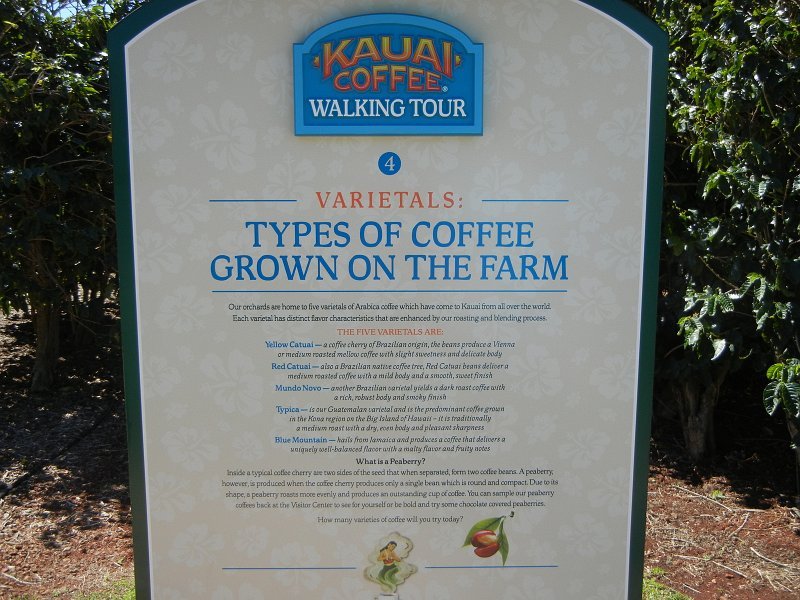 KAUAI
COFFEE®
WALKING TOUR
4
VARIETALS:
TYPES OF COFFEE
GROWN ON THE FARM
Our orchards are home to five varietals of Arabica coffee which have come to Kauai from all over the world.
Each varietal has distinct flavor characteristics that are enhanced by our roasting and blending process.
THE FIVE VARIETALS ARE:
Yellow Catuai — a coffee cherry of Brazilian origin, the beans produce a Vienna
or medium roasted mellow coffee with slight sweetness and delicate body
Red Catuai — also a Brazilian native coffee tree, Red Catuai beans deliver a
medium roasted coffee with a mild body and a smooth, sweet finish
Mundo Novo — another Brazilian varietal yields a dark roast coffee with
a rich, robust body and smoky finish
Typica — is our Guatemalan varietal and is the predominant coffee grown
in the Kona region on the Big Island of Hawaii – it is traditionally
a medium roast with a dry, even body and pleasant sharpness
Blue Mountain — hails from Jamaica and produces a coffee that delivers a
uniquely well-balanced flavor with a malty flavor and fruity notes
What is a Peaberry?
Inside a typical coffee cherry are two sides of the seed that when separated, form two coffee beans. A peaberry,
however, is produced when the coffee cherry produces only a single bean which is round and compact. Due to its
shape, a peaberry roasts more evenly and produces an outstanding cup of coffee. You can sample our peaberry
coffees back at the Visitor Center to see for yourself or be bold and try some chocolate covered peaberries.
How many varieties of coffee will you try today?